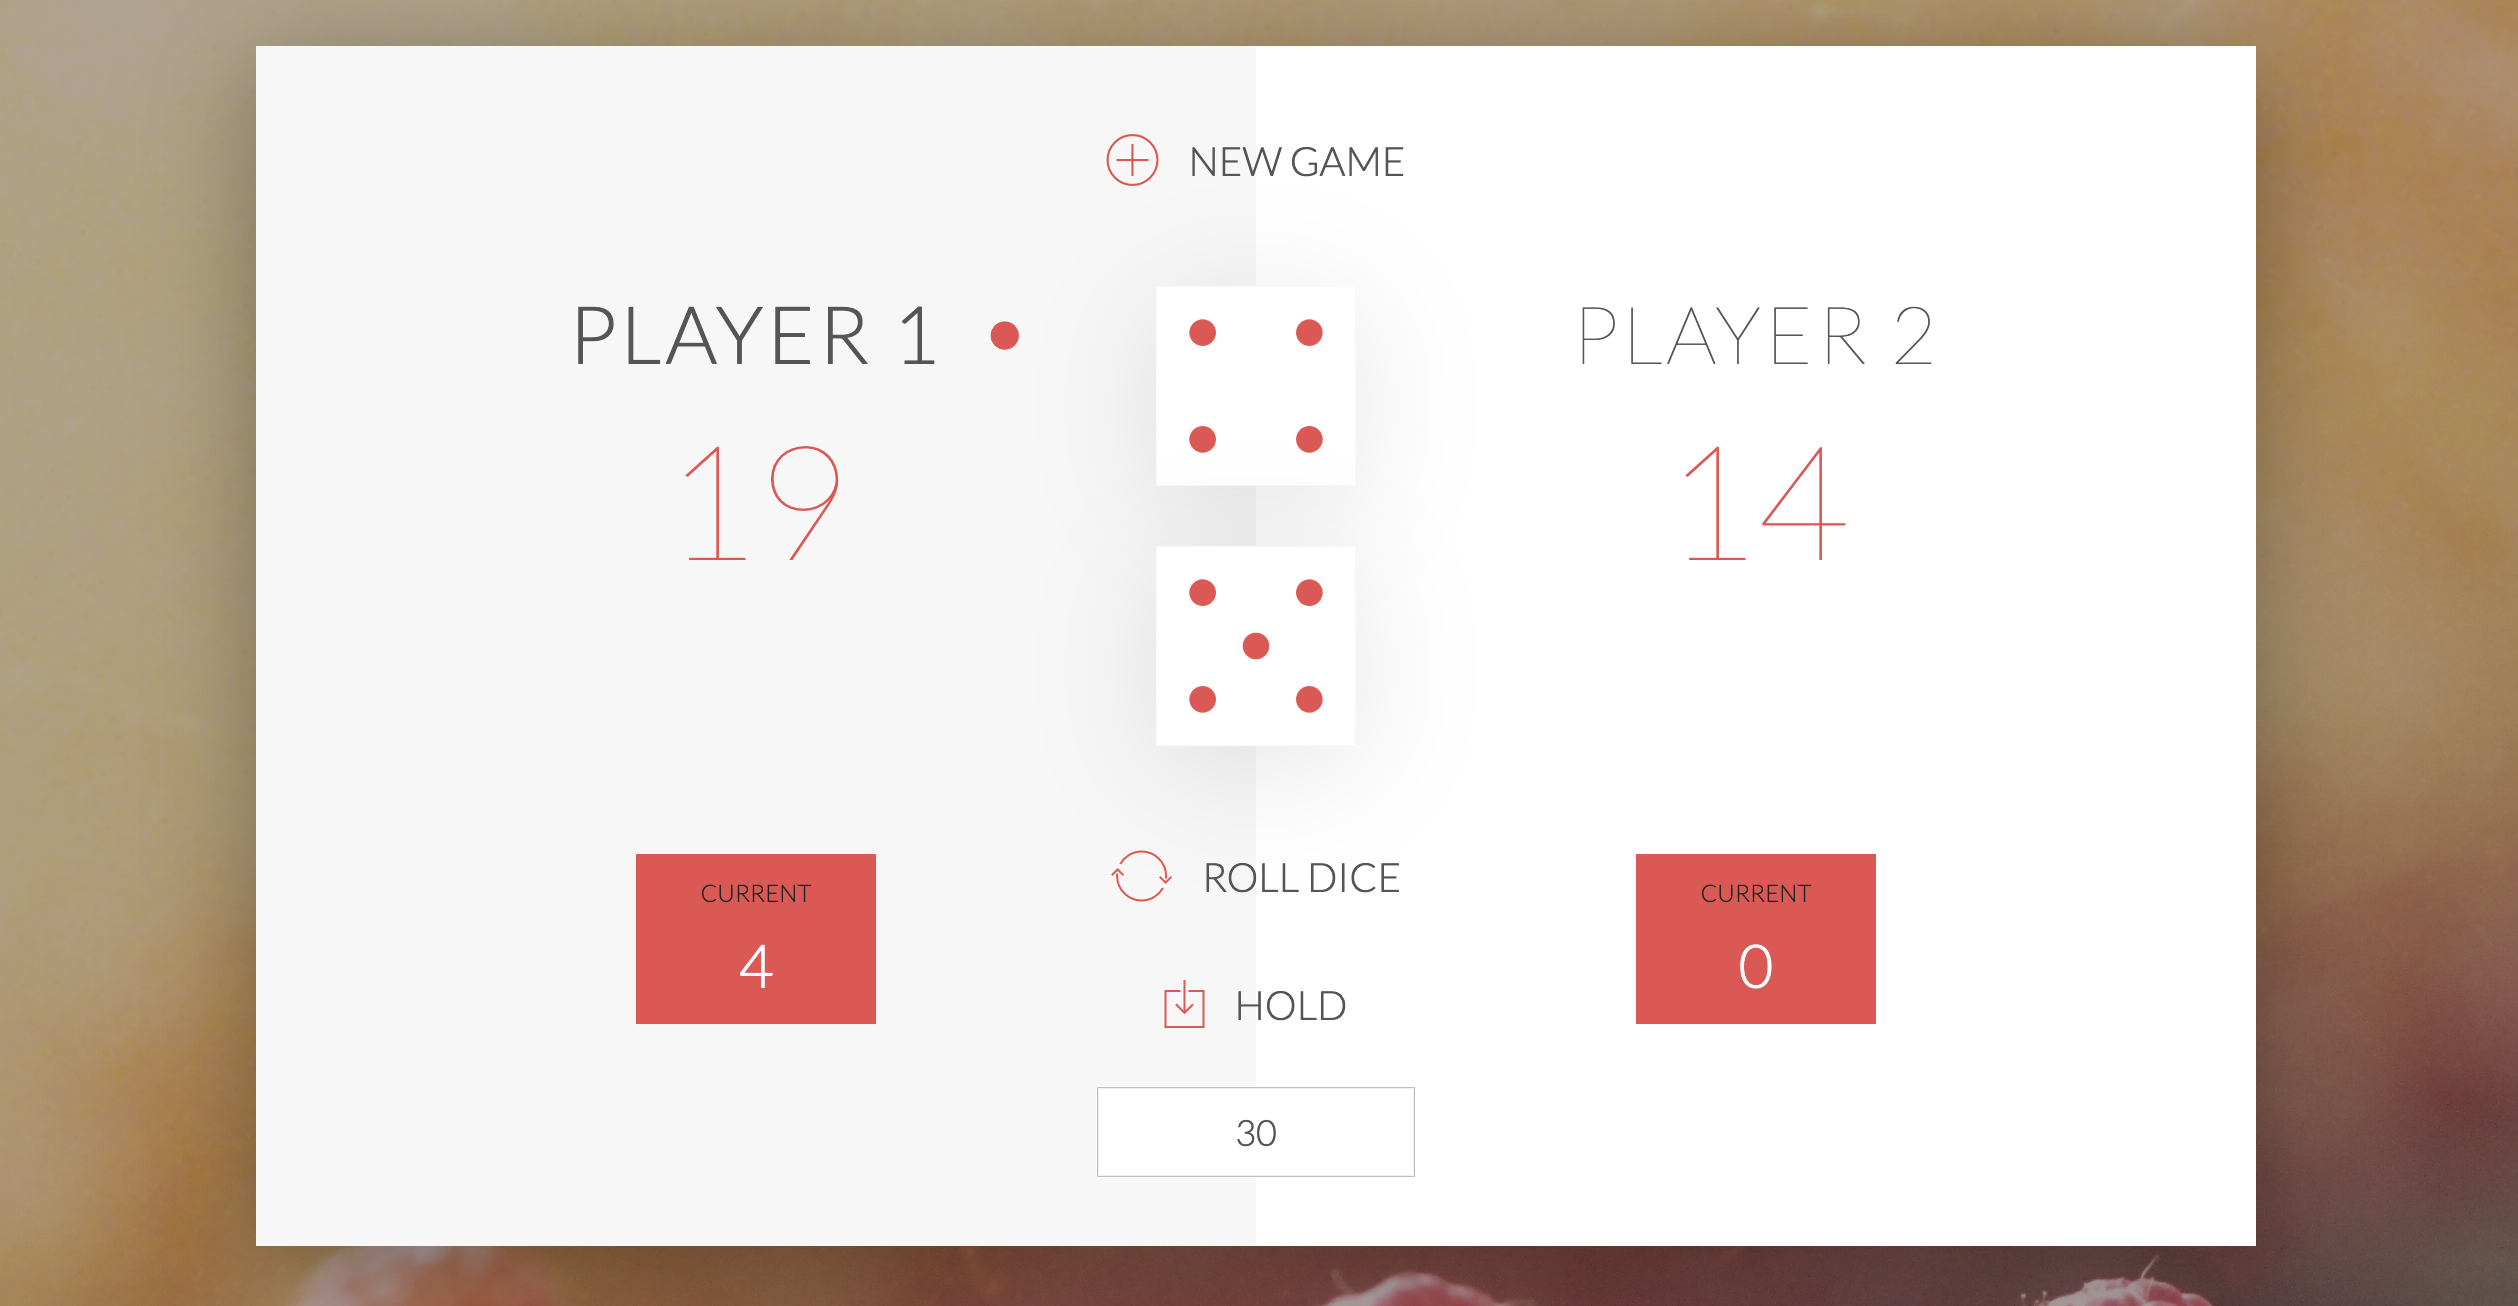 NEW GAME
PLAYER 1
19
PLAYER 2
14
CURRENT
4
ROLL DICE
HOLD
30
CURRENT
0